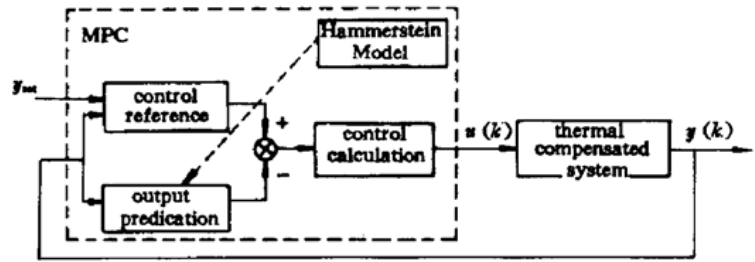 MPC
Hammerstein
Model
y_set
control
reference
+
control
calculation
u (k)
thermal
compensated
system
y (k)
−
output
predication